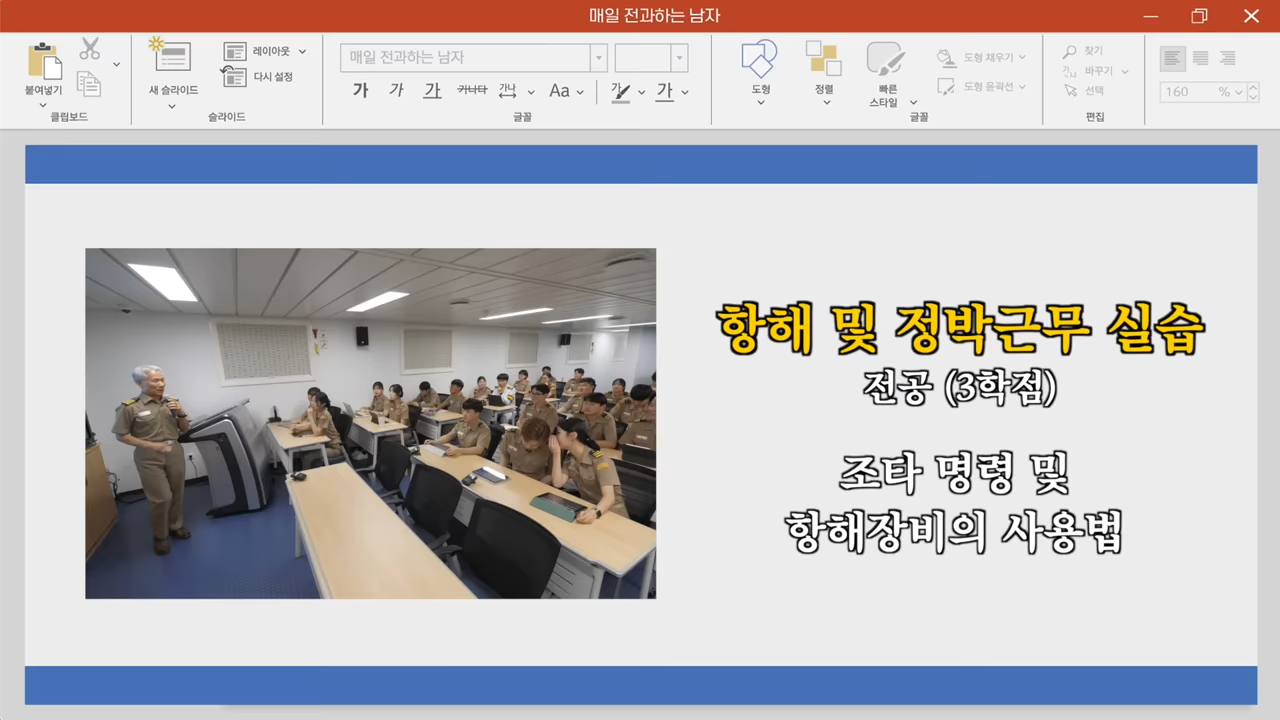 매일 전과하는 남자
붙여넣기
클립보드
새 슬라이드
레이아웃
다시 설정
슬라이드
매일 전과하는 남자
가 가 가 가나다 가나 Aa 가 가
글꼴
도형
정렬
빠른
스타일
도형 채우기
도형 윤곽선
글꼴
찾기
바꾸기
선택
편집
160 %
항해 및 정박근무 실습
전공 (3학점)
조타 명령 및
항해장비의 사용법